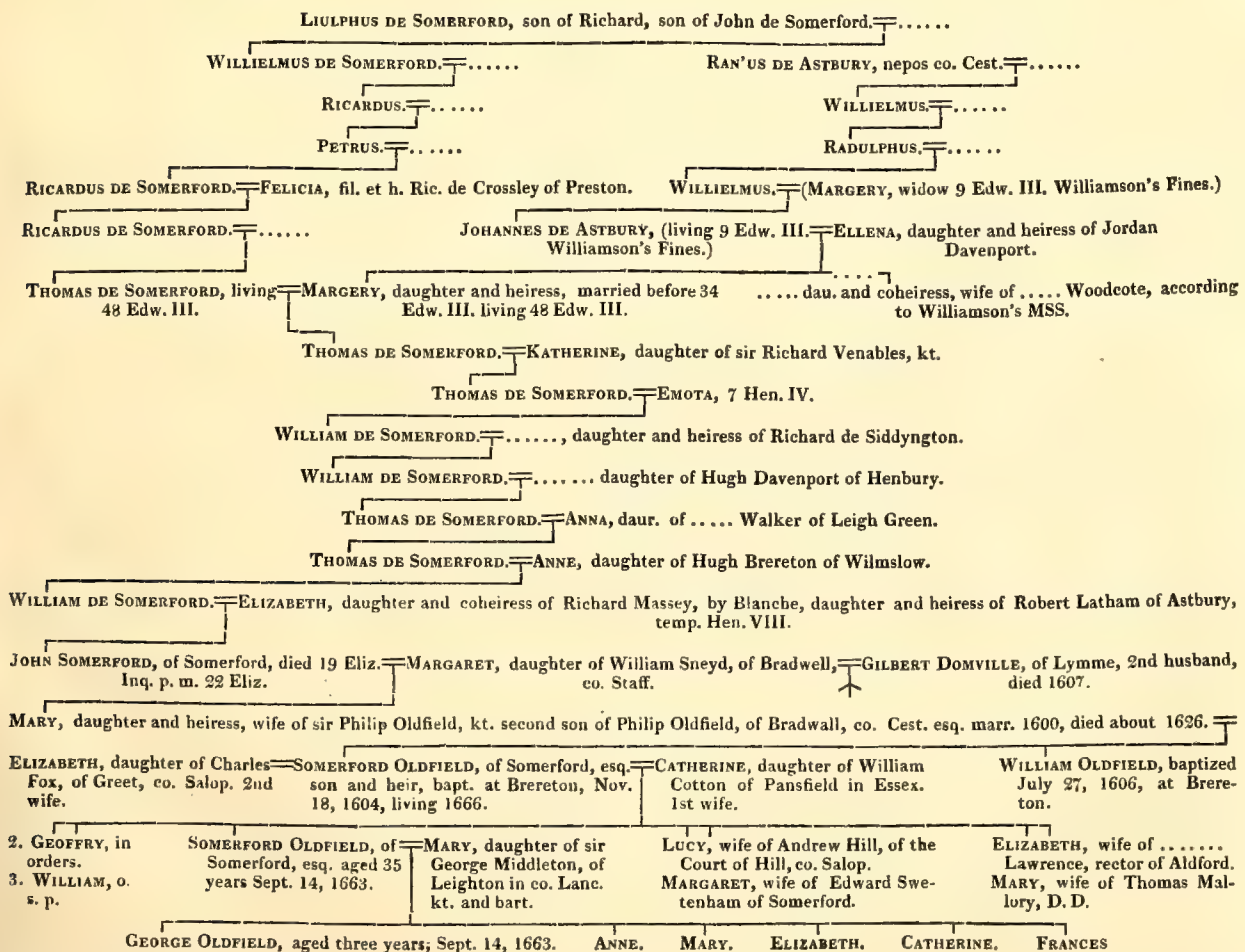 LIULPHUS DE SOMERFORD, son of Richard, son of John de Somerford.=......
WILLIELMUS DE SOMERFORD.=...... RAN'US DE ASTBURY, nepos co. Cest.=......
RICARDUS.=...... WILLIELMUS.=......
PETRUS.=...... RADULPHUS.=......
RICARDUS DE SOMERFORD.=FELICIA, fil. et h. Ric. de Crossley of Preston. WILLIELMUS.=(MARGERY, widow 9 Edw. III. Williamson's Fines.)
RICARDUS DE SOMERFORD.=...... JOHANNES DE ASTBURY, (living 9 Edw. III.=ELLENA, daughter and heiress of Jordan
Williamson's Fines.) Davenport.
THOMAS DE SOMERFORD, living=MARGERY, daughter and heiress, married before 34 ..... dau. and coheiress, wife of ..... Woodcote, according
48 Edw. III. Edw. III. living 48 Edw. III. to Williamson's MSS.
THOMAS DE SOMERFORD.=KATHERINE, daughter of sir Richard Venables, kt.
THOMAS DE SOMERFORD.=EMOTA, 7 Hen. IV.
WILLIAM DE SOMERFORD.=......, daughter and heiress of Richard de Siddyngton.
WILLIAM DE SOMERFORD.=....... daughter of Hugh Davenport of Henbury.
THOMAS DE SOMERFORD.=ANNA, daur. of ..... Walker of Leigh Green.
THOMAS DE SOMERFORD.=ANNE, daughter of Hugh Brereton of Wilmslow.
WILLIAM DE SOMERFORD.=ELIZABETH, daughter and coheiress of Richard Massey, by Blanche, daughter and heiress of Robert Latham of Astbury,
temp. Hen. VIII.
JOHN SOMERFORD, of Somerford, died 19 Eliz.=MARGARET, daughter of William Sneyd, of Bradwell,=GILBERT DOMVILLE, of Lymme, 2nd husband,
Inq. p. m. 22 Eliz. co. Staff. died 1607.
MARY, daughter and heiress, wife of sir Philip Oldfield, kt. second son of Philip Oldfield, of Bradwall, co. Cest. esq. marr. 1600, died about 1626.=
ELIZABETH, daughter of Charles=SOMERFORD OLDFIELD, of Somerford, esq.=CATHERINE, daughter of William WILLIAM OLDFIELD, baptized
Fox, of Greet, co. Salop. 2nd son and heir, bapt. at Brereton, Nov. Cotton of Pansfield in Essex. July 27, 1606, at Brere-
wife. 18, 1604, living 1666. 1st wife. ton.
2. GEOFFRY, in SOMERFORD OLDFIELD, of=MARY, daughter of sir LUCY, wife of Andrew Hill, of the ELIZABETH, wife of .......
orders. Somerford, esq. aged 35 George Middleton, of Court of Hill, co. Salop. Lawrence, rector of Aldford.
3. WILLIAM, o. years Sept. 14, 1663. Leighton in co. Lanc. MARGARET, wife of Edward Swe- MARY, wife of Thomas Mal-
s. p. kt. and bart. tenham of Somerford. lory, D. D.
GEORGE OLDFIELD, aged three years; Sept. 14, 1663. ANNE. MARY. ELIZABETH. CATHERINE. FRANCES